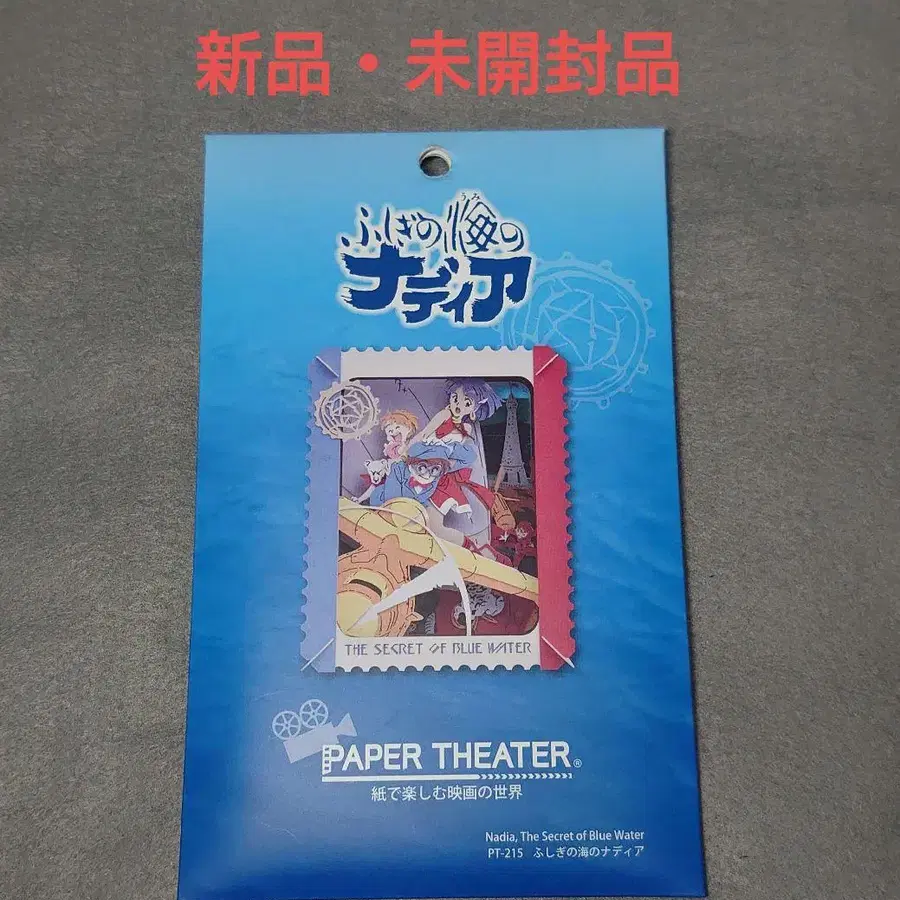 新品・未開封品
ふしぎの海のナディア
うみ
THE SECRET OF BLUE WATER
PAPER THEATER®
紙で楽しむ映画の世界
Nadia, The Secret of Blue Water
PT-215 ふしぎの海のナディア